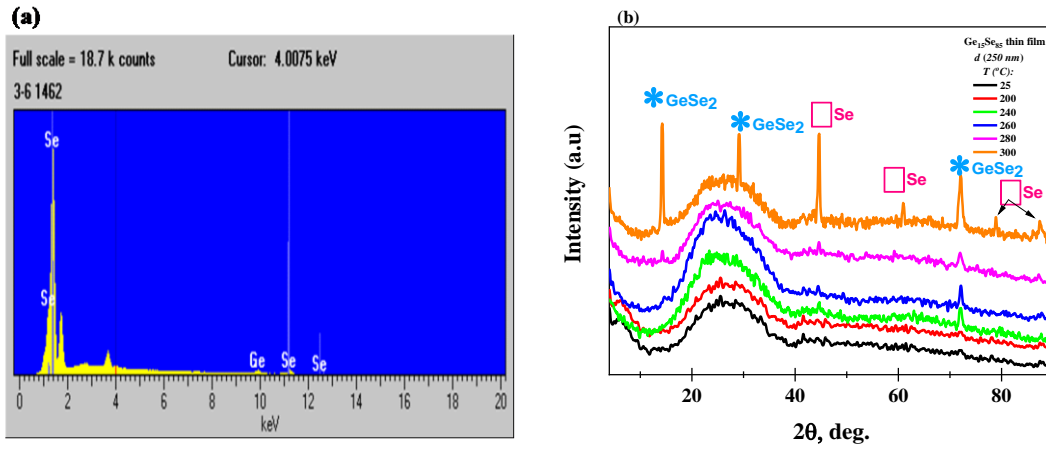 (a)
Full scale = 18.7 k counts Cursor: 4.0075 keV
3-6 1462
Se
Se
Ge Se Se
0 2 4 6 8 10 12 14 16 18 20
keV
(b)
Ge₁₅Se₈₅ thin film
d (250 nm)
T (°C):
25
200
240
260
280
300
GeSe2
GeSe2
Se
Se
GeSe2
Se
Intensity (a.u)
20 40 60 80
2θ, deg.